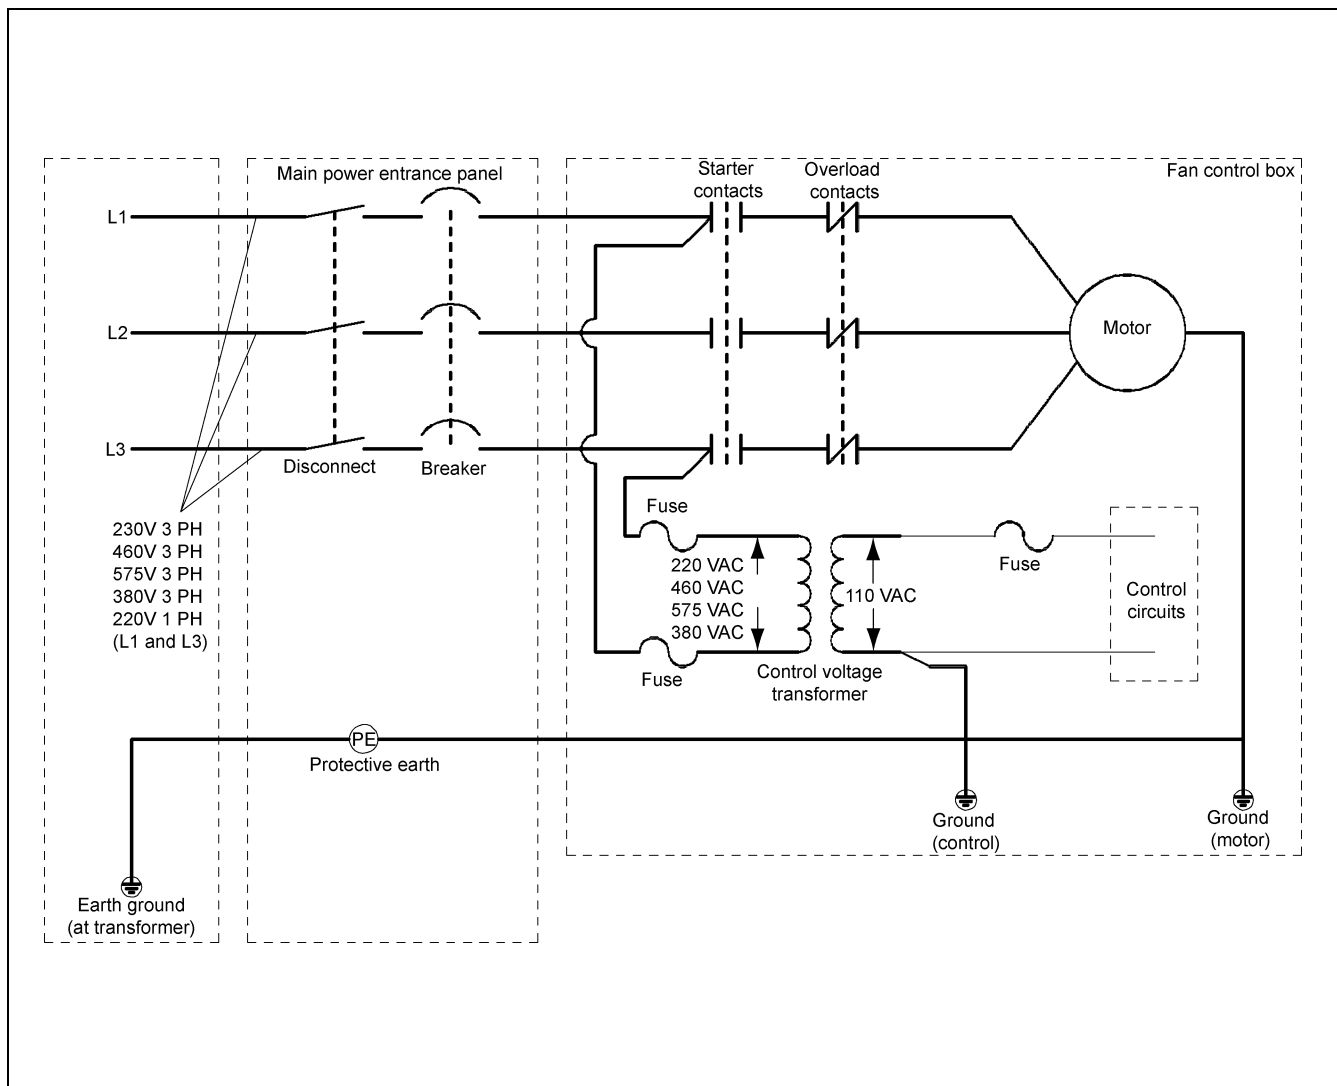 Main power entrance panel
Starter
contacts
Overload
contacts
Fan control box
L1
L2
Motor
L3
Disconnect
Breaker
230V 3 PH
460V 3 PH
575V 3 PH
380V 3 PH
220V 1 PH
(L1 and L3)
Fuse
220 VAC
460 VAC
575 VAC
380 VAC
110 VAC
Fuse
Control
circuits
Fuse
Control voltage
transformer
PE
Protective earth
Ground
(control)
Ground
(motor)
Earth ground
(at transformer)